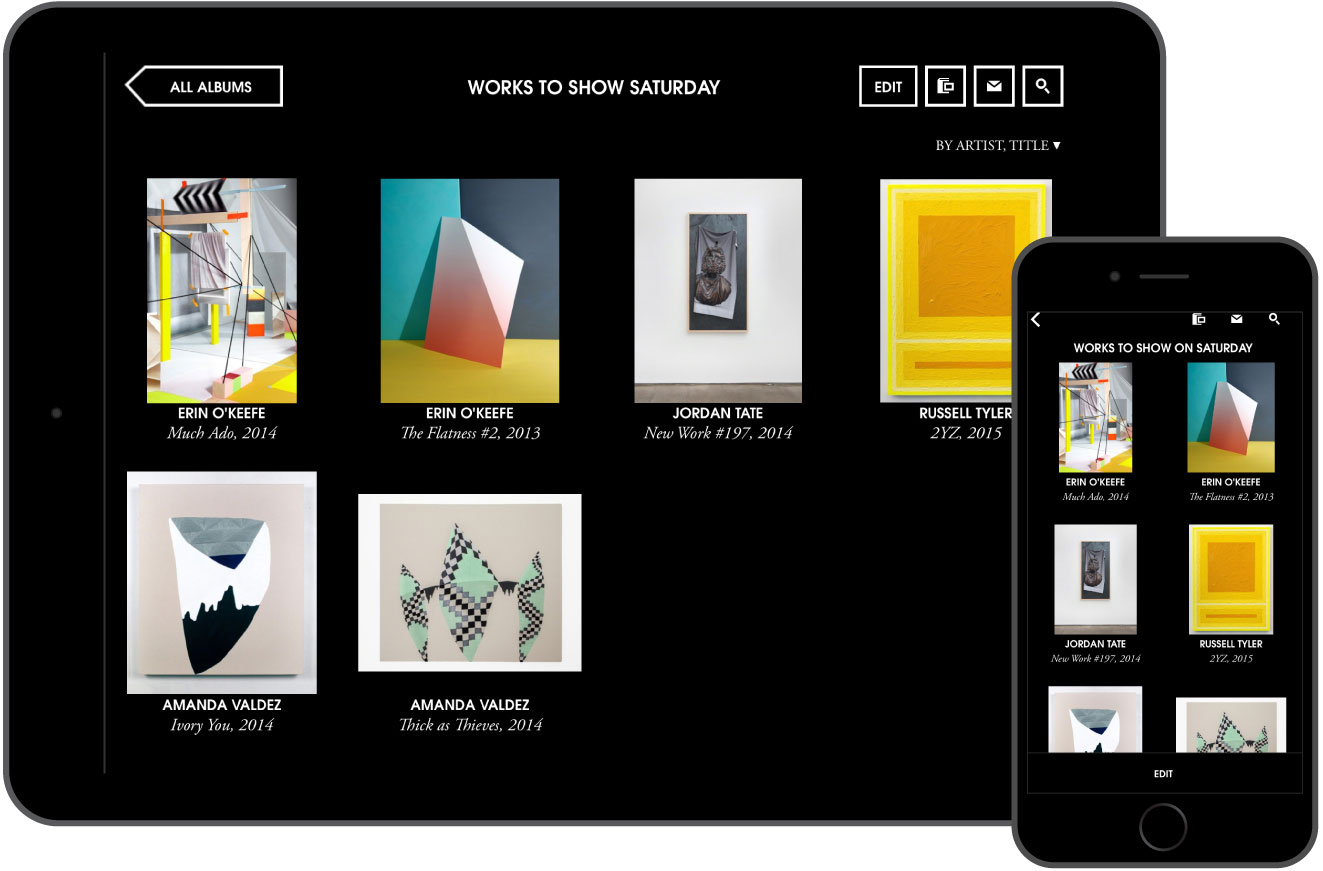 ALL ALBUMS
WORKS TO SHOW SATURDAY
EDIT
BY ARTIST, TITLE ▼
ERIN O'KEEFE
Much Ado, 2014
ERIN O'KEEFE
The Flatness #2, 2013
JORDAN TATE
New Work #197, 2014
RUSSELL TYLER
2YZ, 2015
AMANDA VALDEZ
Ivory You, 2014
AMANDA VALDEZ
Thick as Thieves, 2014
WORKS TO SHOW ON SATURDAY
ERIN O'KEEFE
Much Ado, 2014
ERIN O'KEEFE
The Flatness #2, 2013
JORDAN TATE
New Work #197, 2014
RUSSELL TYLER
2YZ, 2015
EDIT